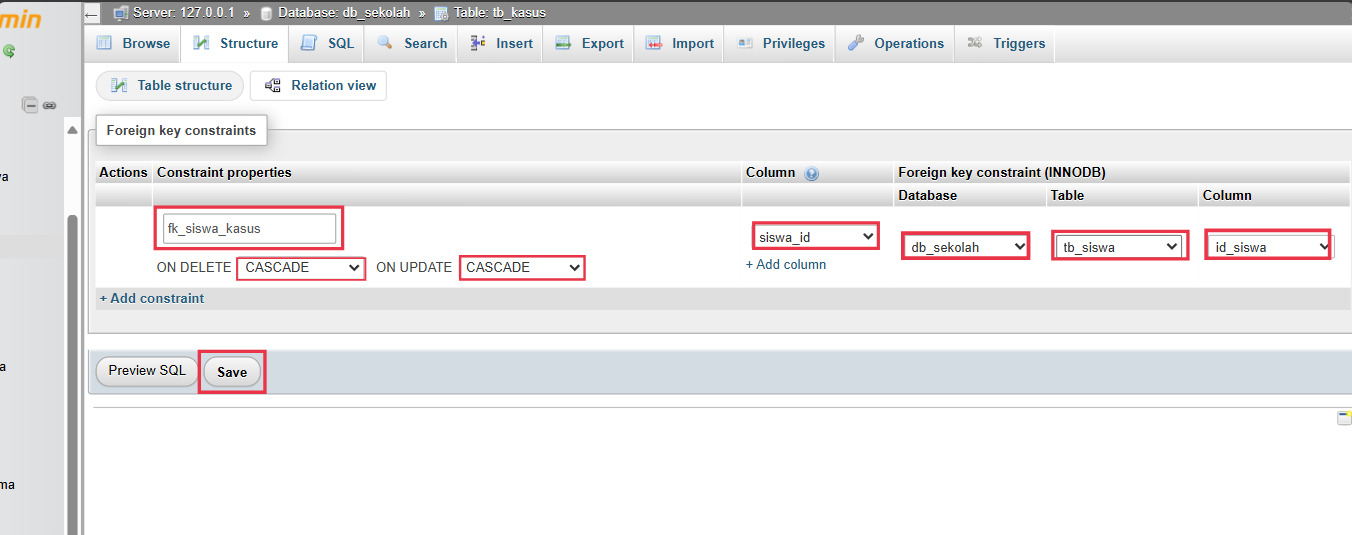 min
Server: 127.0.0.1 » Database: db_sekolah » Table: tb_kasus
Browse Structure SQL Search Insert Export Import Privileges Operations Triggers
Table structure Relation view
Foreign key constraints
Actions Constraint properties Column Foreign key constraint (INNODB)
Database Table Column
fk_siswa_kasus
siswa_id db_sekolah tb_siswa id_siswa
ON DELETE CASCADE ON UPDATE CASCADE
+ Add column
+ Add constraint
Preview SQL Save
a
ma